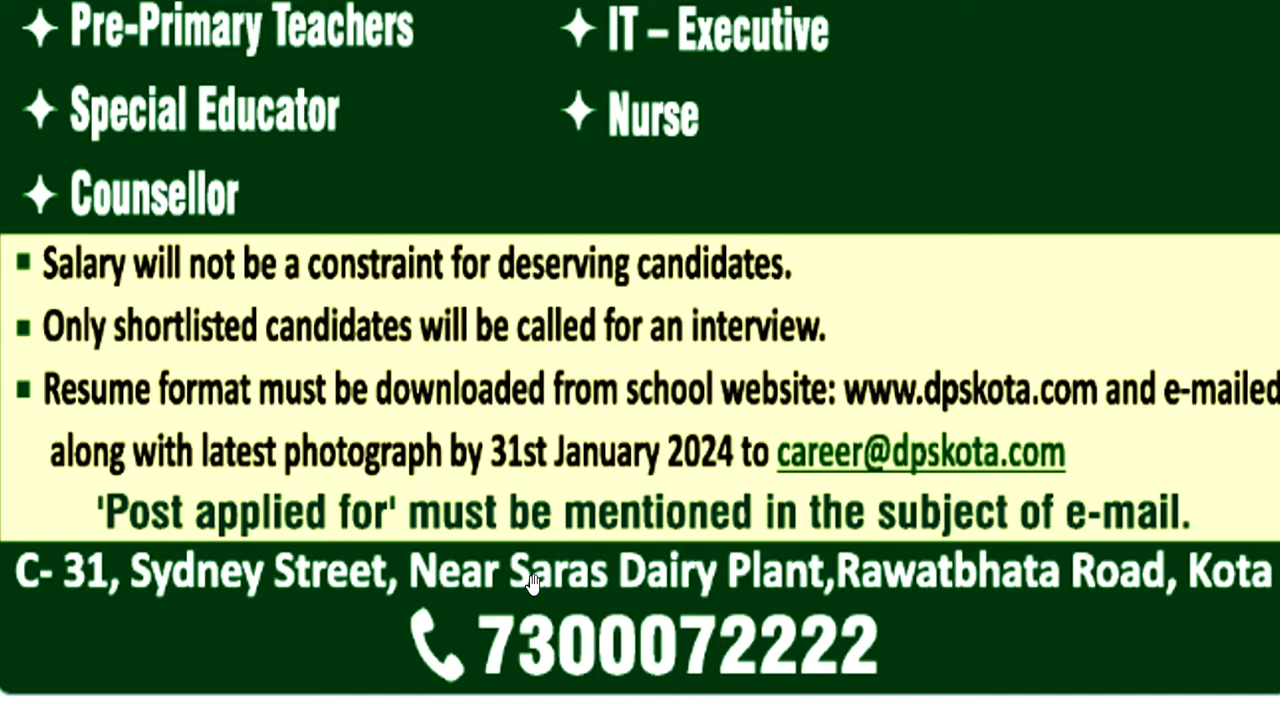 Pre-Primary Teachers
Special Educator
Counsellor
IT – Executive
Nurse
Salary will not be a constraint for deserving candidates.
Only shortlisted candidates will be called for an interview.
Resume format must be downloaded from school website: www.dpskota.com and e-mailed
along with latest photograph by 31st January 2024 to career@dpskota.com
'Post applied for' must be mentioned in the subject of e-mail.
C- 31, Sydney Street, Near Saras Dairy Plant,Rawatbhata Road, Kota
7300072222